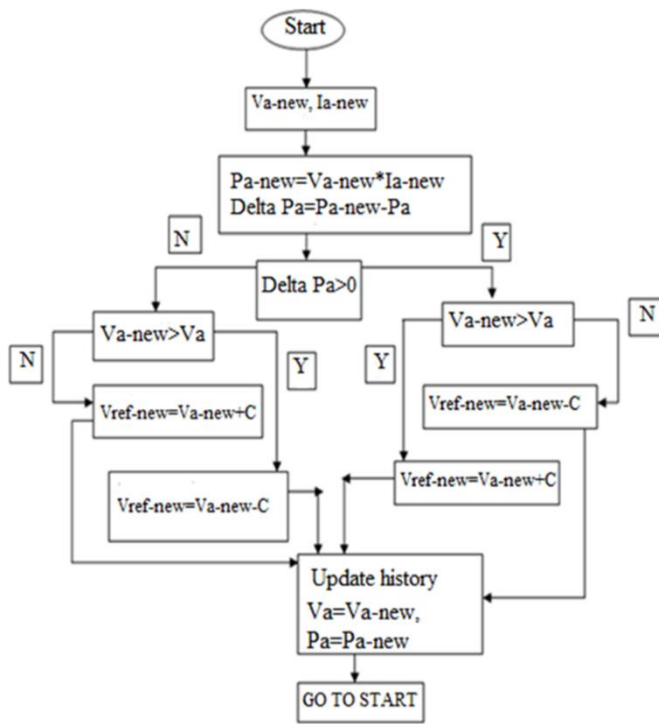 Start
Va-new, Ia-new
Pa-new=Va-new*Ia-new
Delta Pa=Pa-new-Pa
N
Y
Delta Pa>0
Va-new>Va
Va-new>Va
N
N
Y
Y
Vref-new=Va-new+C
Vref-new=Va-new-C
Vref-new=Va-new-C
Vref-new=Va-new+C
Update history
Va=Va-new,
Pa=Pa-new
GO TO START